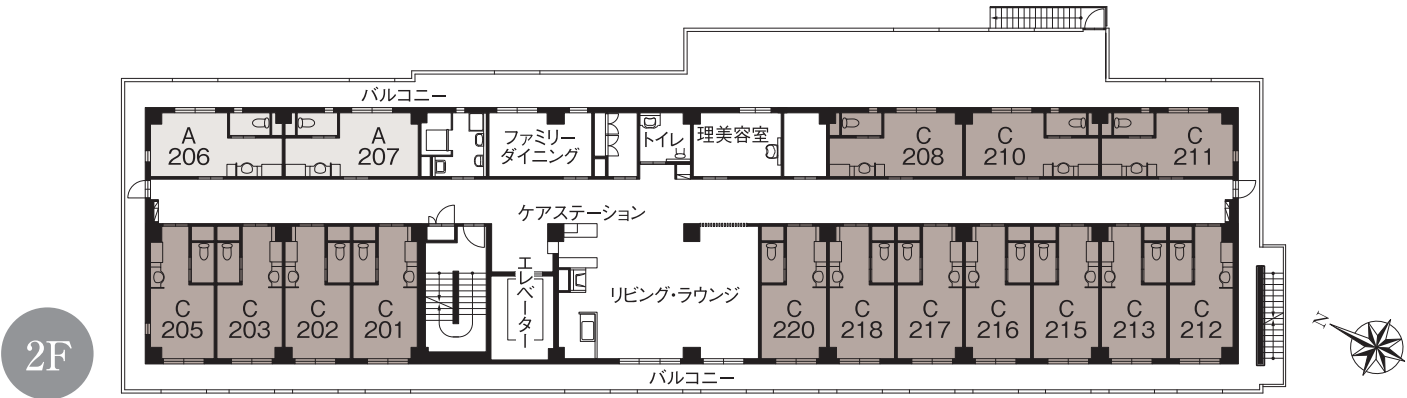 バルコニー
A
206
A
207
ファミリー
ダイニング
トイレ
理美容室
C
208
C
210
C
211
ケアステーション
エレベーター
リビング・ラウンジ
C
205
C
203
C
202
C
201
C
220
C
218
C
217
C
216
C
215
C
213
C
212
バルコニー
2F
N